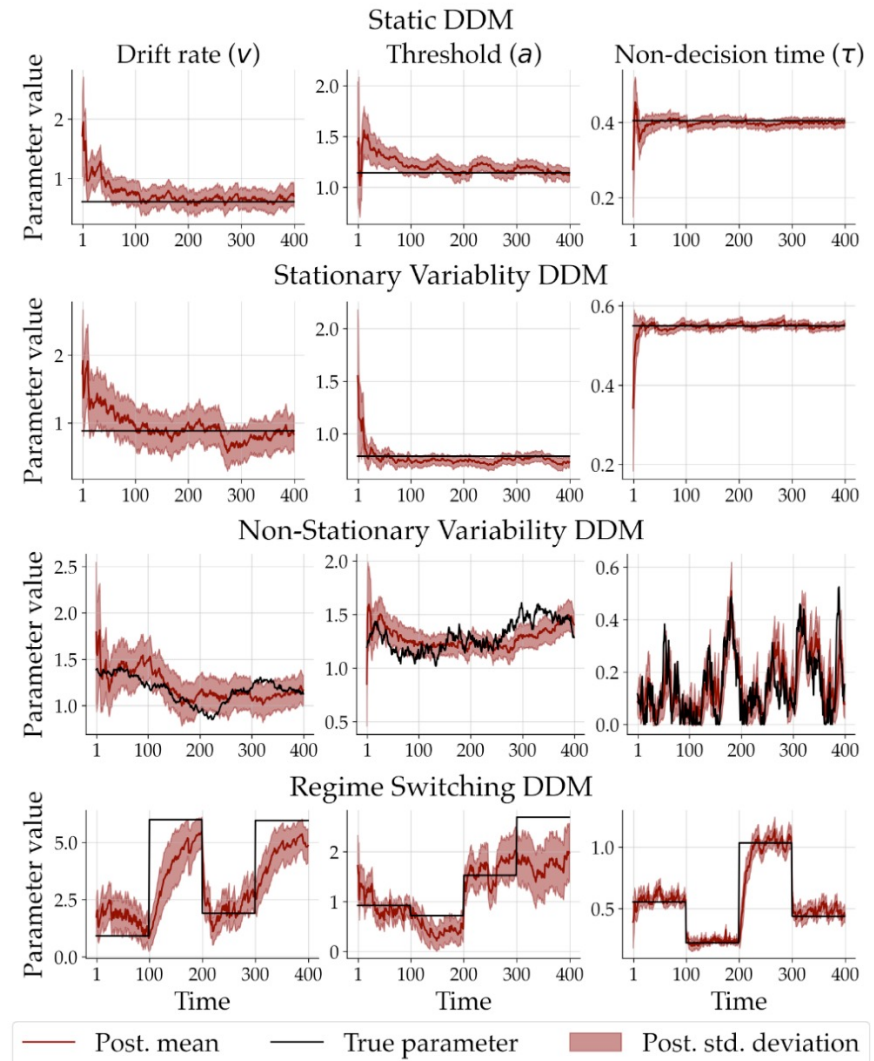 Static DDM
Drift rate (v) Threshold (a) Non-decision time (τ)
Parameter value
2
1
1 100 200 300 400
2.0
1.5
1.0
1 100 200 300 400
0.4
0.2
1 100 200 300 400
Stationary Variablity DDM
Parameter value
2
1
1 100 200 300 400
2.0
1.5
1.0
1 100 200 300 400
0.6
0.4
0.2
1 100 200 300 400
Non-Stationary Variability DDM
Parameter value
2.5
2.0
1.5
1.0
1 100 200 300 400
2.0
1.5
1.0
0.5
1 100 200 300 400
0.6
0.4
0.2
0.0
1 100 200 300 400
Regime Switching DDM
Parameter value
5.0
2.5
0.0
1 100 200 300 400
2
1
0
1 100 200 300 400
1.0
0.5
1 100 200 300 400
Time Time Time
Post. mean True parameter Post. std. deviation